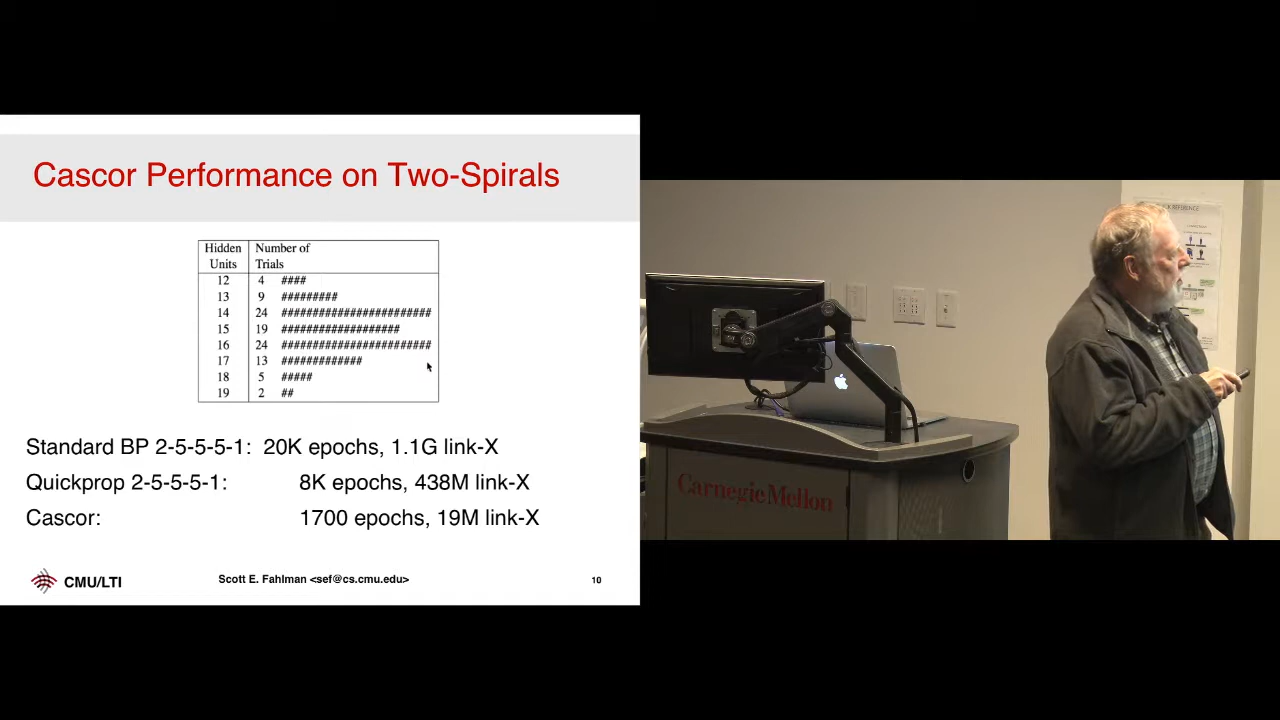 Cascor Performance on Two-Spirals
Hidden Number of
Units Trials
12 4 ####
13 9 #########
14 24 ########################
15 19 ###################
16 24 ########################
17 13 #############
18 5 #####
19 2 ##
Standard BP 2-5-5-5-1: 20K epochs, 1.1G link-X
Quickprop 2-5-5-5-1: 8K epochs, 438M link-X
Cascor: 1700 epochs, 19M link-X
CMU/LTI
Scott E. Fahlman <sef@cs.cmu.edu>
10
REFERENCE
Carnegie Mellon